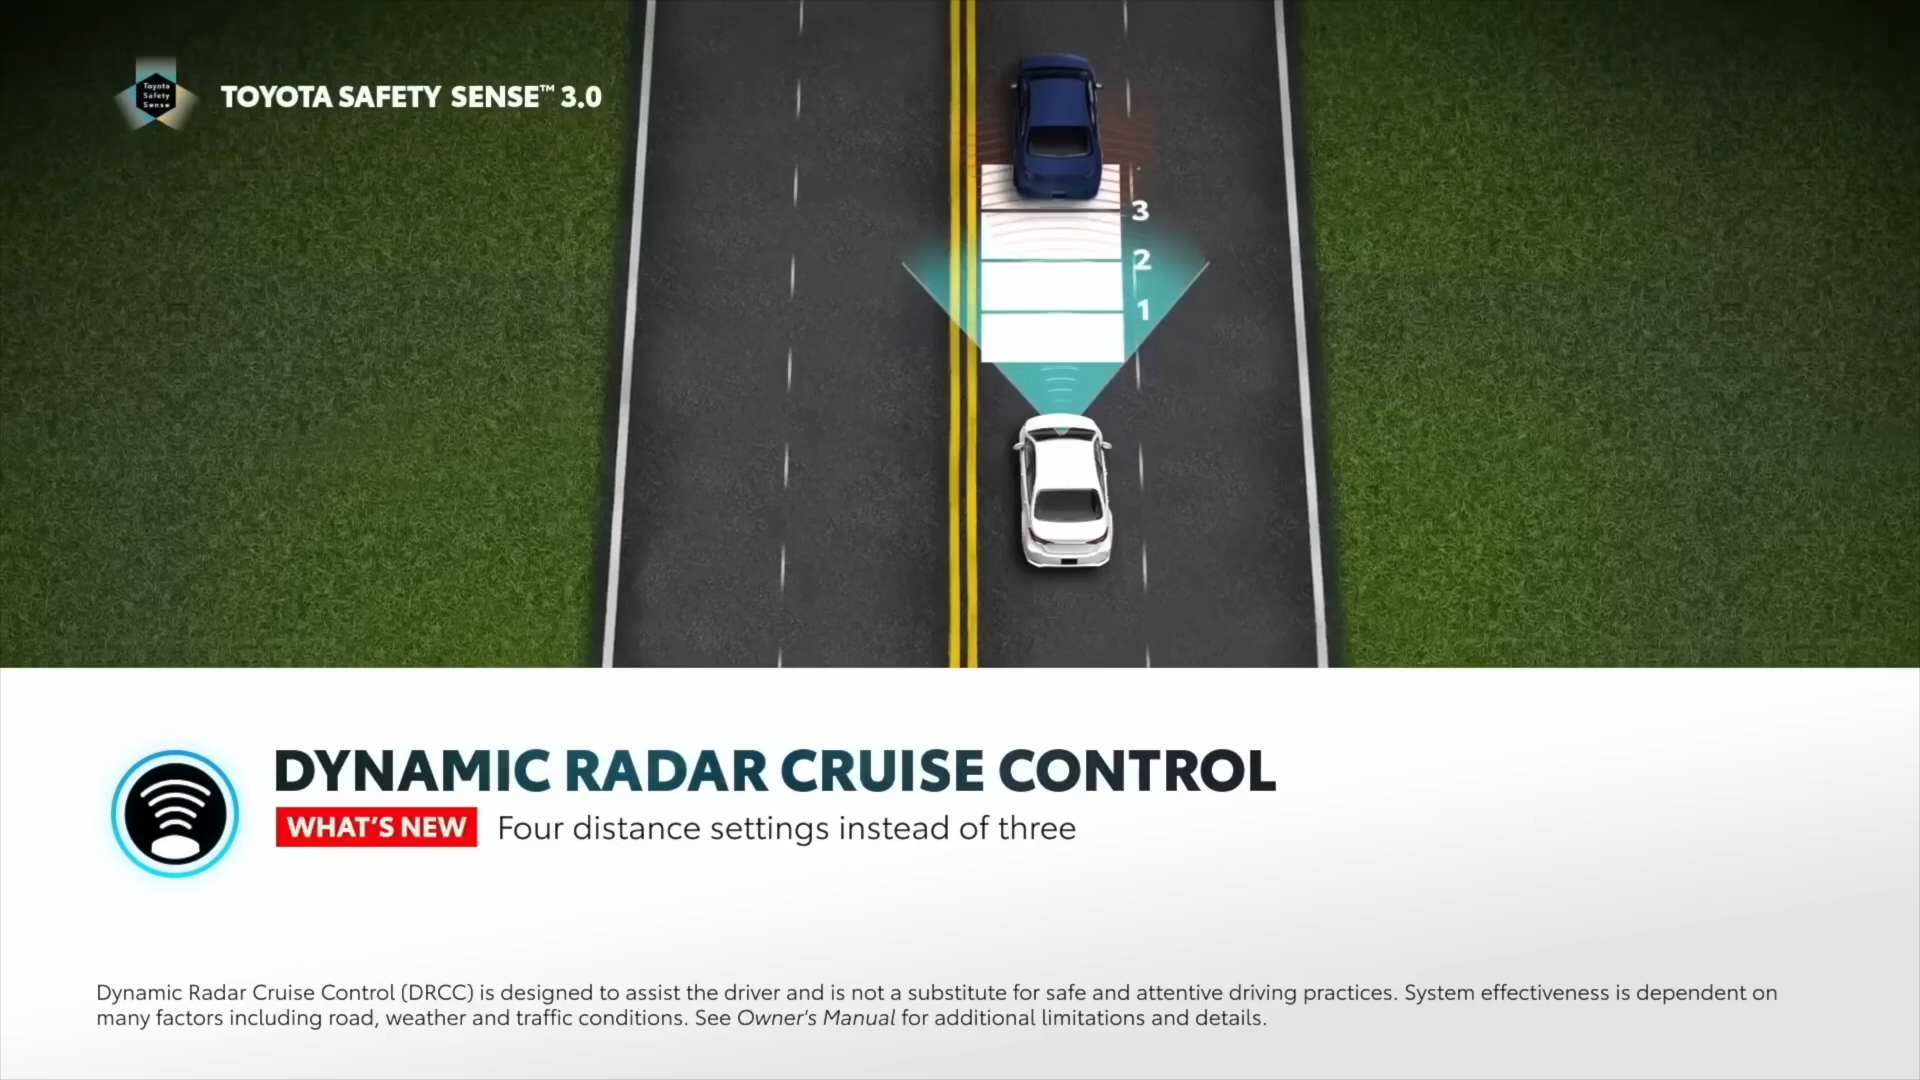 Toyota
Safety
Sense
TOYOTA SAFETY SENSE™ 3.0
3
2
1
DYNAMIC RADAR CRUISE CONTROL
WHAT'S NEW Four distance settings instead of three
Dynamic Radar Cruise Control (DRCC) is designed to assist the driver and is not a substitute for safe and attentive driving practices. System effectiveness is dependent on
many factors including road, weather and traffic conditions. See Owner's Manual for additional limitations and details.